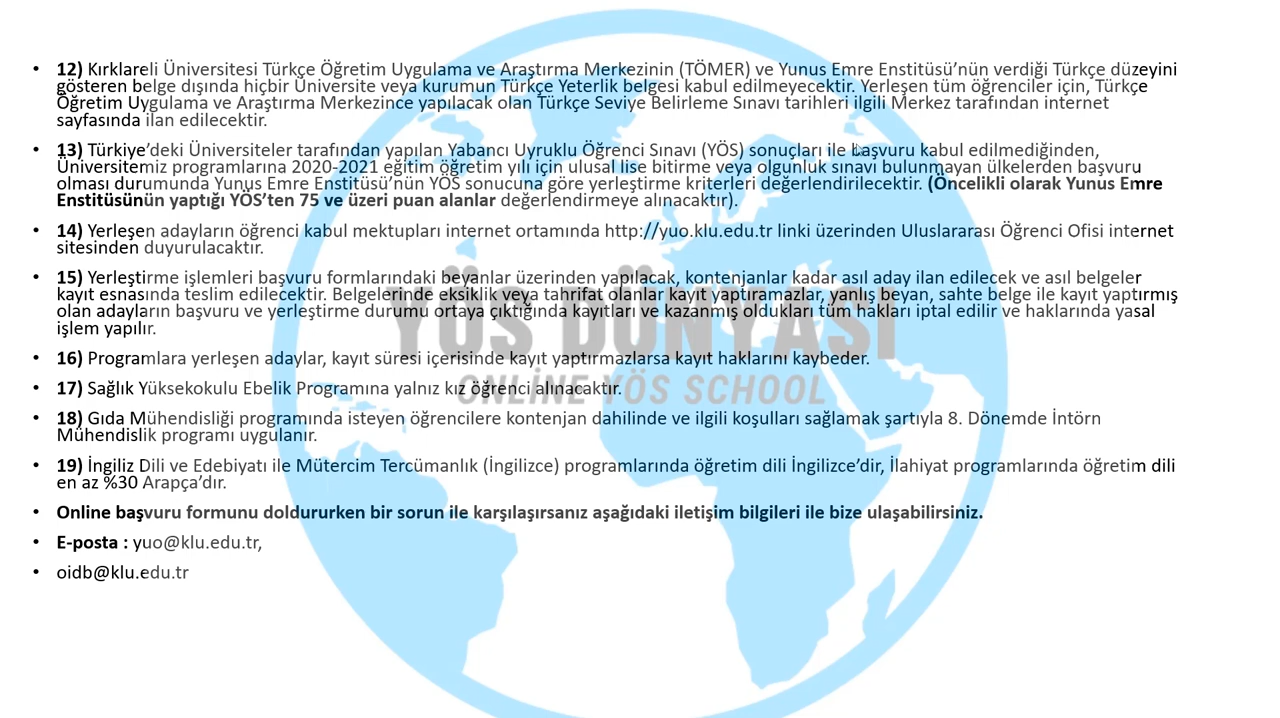 • 12) Kırklareli Üniversitesi Türkçe Öğretim Uygulama ve Araştırma Merkezinin (TÖMER) ve Yunus Emre Enstitüsü’nün verdiği Türkçe düzeyini
gösteren belge dışında hiçbir Üniversite veya kurumun Türkçe Yeterlik belgesi kabul edilmeyecektir. Yerleşen tüm öğrenciler için, Türkçe
Öğretim Uygulama ve Araştırma Merkezince yapılacak olan Türkçe Seviye Belirleme Sınavı tarihleri ilgili Merkez tarafından internet
sayfasında ilan edilecektir.
• 13) Türkiye’deki Üniversiteler tarafından yapılan Yabancı Uyruklu Öğrenci Sınavı (YÖS) sonuçları ile başvuru kabul edilmediğinden,
Üniversitemiz programlarına 2020-2021 eğitim öğretim yılı için ulusal lise bitirme veya olgunluk sınavı bulunmayan ülkelerden başvuru
olması durumunda Yunus Emre Enstitüsü’nün YÖS sonucuna göre yerleştirme kriterleri değerlendirilecektir. (Öncelikli olarak Yunus Emre
Enstitüsünün yaptığı YÖS’ten 75 ve üzeri puan alanlar değerlendirmeye alınacaktır).
• 14) Yerleşen adayların öğrenci kabul mektupları internet ortamında http://yuo.klu.edu.tr linki üzerinden Uluslararası Öğrenci Ofisi internet
sitesinden duyurulacaktır.
• 15) Yerleştirme işlemleri başvuru formlarındaki beyanlar üzerinden yapılacak, kontenjanlar kadar asıl aday ilan edilecek ve asıl belgeler
kayıt esnasında teslim edilecektir. Belgelerinde eksiklik veya tahrifat olanlar kayıt yaptıramazlar, yanlış beyan, sahte belge ile kayıt yaptırmış
olan adayların başvuru ve yerleştirme durumu ortaya çıktığında kayıtları ve kazanmış oldukları tüm hakları iptal edilir ve haklarında yasal
işlem yapılır.
YÖS DÜNYASI
• 16) Programlara yerleşen adaylar, kayıt süresi içerisinde kayıt yaptırmazlarsa kayıt haklarını kaybeder.
• 17) Sağlık Yüksekokulu Ebelik Programına yalnız kız öğrenci alınacaktır.
ONLİNE YÖS SCHOOL
• 18) Gıda Mühendisliği programında isteyen öğrencilere kontenjan dahilinde ve ilgili koşulları sağlamak şartıyla 8. Dönemde İntörn
Mühendislik programı uygulanır.
• 19) İngiliz Dili ve Edebiyatı ile Mütercim Tercümanlık (İngilizce) programlarında öğretim dili İngilizce’dir, İlahiyat programlarında öğretim dili
en az %30 Arapça’dır.
• Online başvuru formunu doldururken bir sorun ile karşılaşırsanız aşağıdaki iletişim bilgileri ile bize ulaşabilirsiniz.
• E-posta : yuo@klu.edu.tr,
• oidb@klu.edu.tr